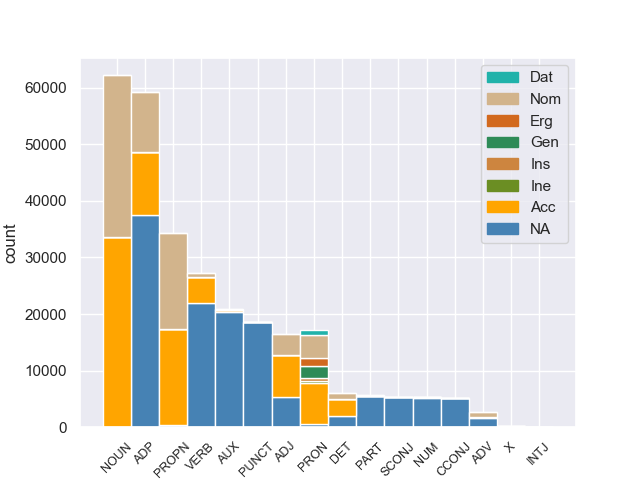 60000
50000
40000
30000
20000
10000
0
count
Dat
Nom
Erg
Gen
Ins
Ine
Acc
NA
NOUN
ADP
PROPN
VERB
AUX
PUNCT
ADJ
PRON
DET
PART
SCONJ
NUM
CCONJ
ADV
X
INTJ